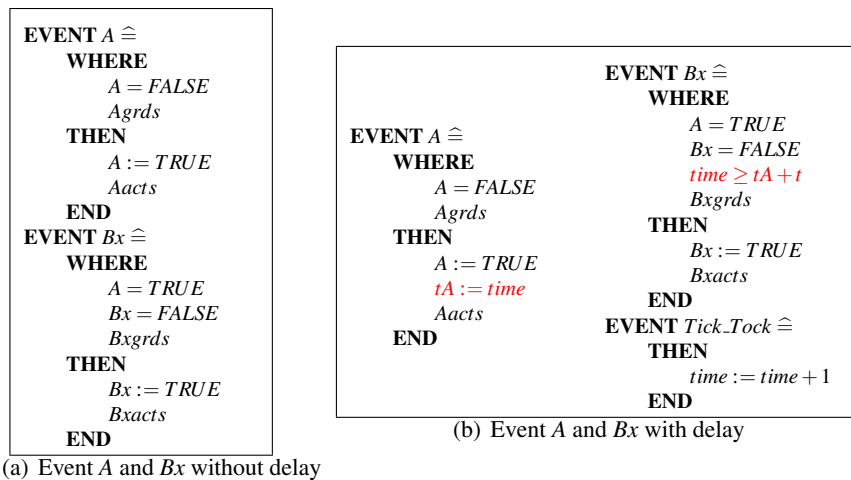 EVENT A ≙
WHERE
A = FALSE
Agrds
THEN
A := TRUE
Aacts
END
EVENT Bx ≙
WHERE
A = TRUE
Bx = FALSE
Bxgrds
THEN
Bx := TRUE
Bxacts
END
(a) Event A and Bx without delay
EVENT A ≙
WHERE
A = FALSE
Agrds
THEN
A := TRUE
tA := time
Aacts
END
EVENT Bx ≙
WHERE
A = TRUE
Bx = FALSE
time ≥ tA + t
Bxgrds
THEN
Bx := TRUE
Bxacts
END
EVENT Tick_Tock ≙
THEN
time := time + 1
END
(b) Event A and Bx with delay